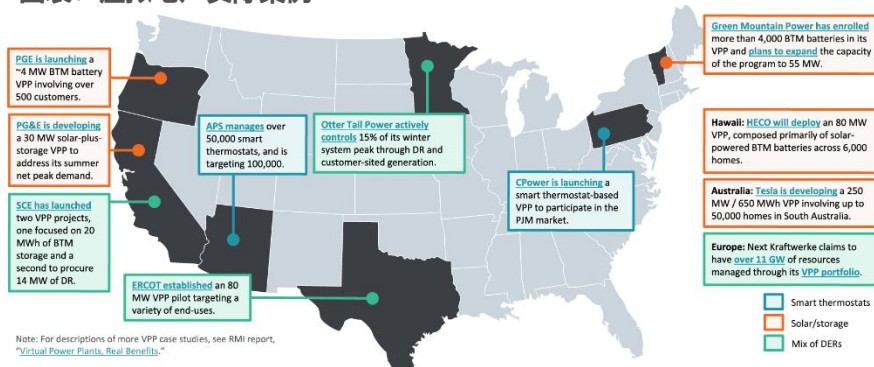 PGE is launching a
~4 MW BTM battery
VPP involving over
500 customers.
PG&E is developing
a 30 MW solar-plus-
storage VPP to
address its summer
net peak demand.
SCE has launched
two VPP projects,
one focused on 20
MWh of BTM
storage and a
second to procure
14 MW of DR.
APS manages over
50,000 smart
thermostats, and is
targeting 100,000.
ERCOT established an 80
MW VPP pilot targeting a
variety of end-uses.
Otter Tail Power actively
controls 15% of its winter
system peak through DR and
customer-sited generation.
CPower is launching a
smart thermostat-based
VPP to participate in the
PJM market.
Green Mountain Power has enrolled
more than 4,000 BTM batteries in its
VPP and plans to expand the capacity
of the program to 55 MW.
Hawaii: HECO will deploy an 80 MW
VPP, composed primarily of solar-
powered BTM batteries across 6,000
homes.
Australia: Tesla is developing a 250
MW / 650 MWh VPP involving up to
50,000 homes in South Australia.
Europe: Next Kraftwerke claims to
have over 11 GW of resources
managed through its VPP portfolio.
Smart thermostats
Solar/storage
Mix of DERs
Note: For descriptions of more VPP case studies, see RMI report,
"Virtual Power Plants, Real Benefits."